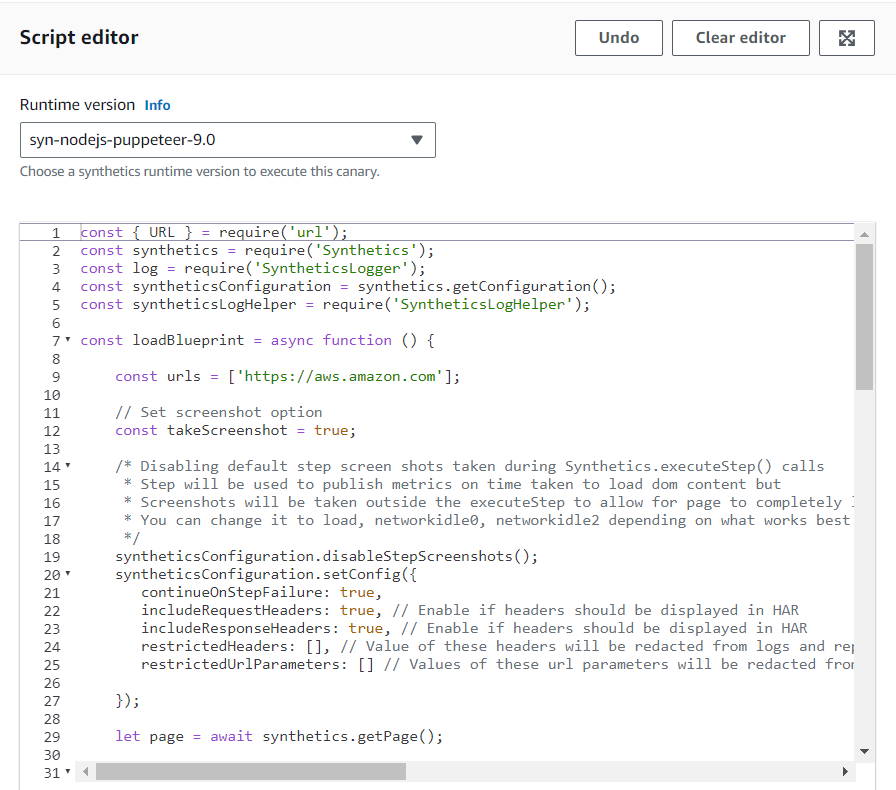 Script editor
Undo
Clear editor
Runtime version Info
syn-nodejs-puppeteer-9.0
Choose a synthetics runtime version to execute this canary.
1 const { URL } = require('url');
2 const synthetics = require('Synthetics');
3 const log = require('SyntheticsLogger');
4 const syntheticsConfiguration = synthetics.getConfiguration();
5 const syntheticsLogHelper = require('SyntheticsLogHelper');
6
7 const loadBlueprint = async function () {
8
9 const urls = ['https://aws.amazon.com'];
10
11 // Set screenshot option
12 const takeScreenshot = true;
13
14 /* Disabling default step screen shots taken during Synthetics.executeStep() calls
15 * Step will be used to publish metrics on time taken to load dom content but
16 * Screenshots will be taken outside the executeStep to allow for page to completely
17 * You can change it to load, networkidle0, networkidle2 depending on what works best
18 */
19 syntheticsConfiguration.disableStepScreenshots();
20 syntheticsConfiguration.setConfig({
21 continueOnStepFailure: true,
22 includeRequestHeaders: true, // Enable if headers should be displayed in HAR
23 includeResponseHeaders: true, // Enable if headers should be displayed in HAR
24 restrictedHeaders: [], // Value of these headers will be redacted from logs and rep
25 restrictedUrlParameters: [] // Values of these url parameters will be redacted fro
26
27 });
28
29 let page = await synthetics.getPage();
30
31